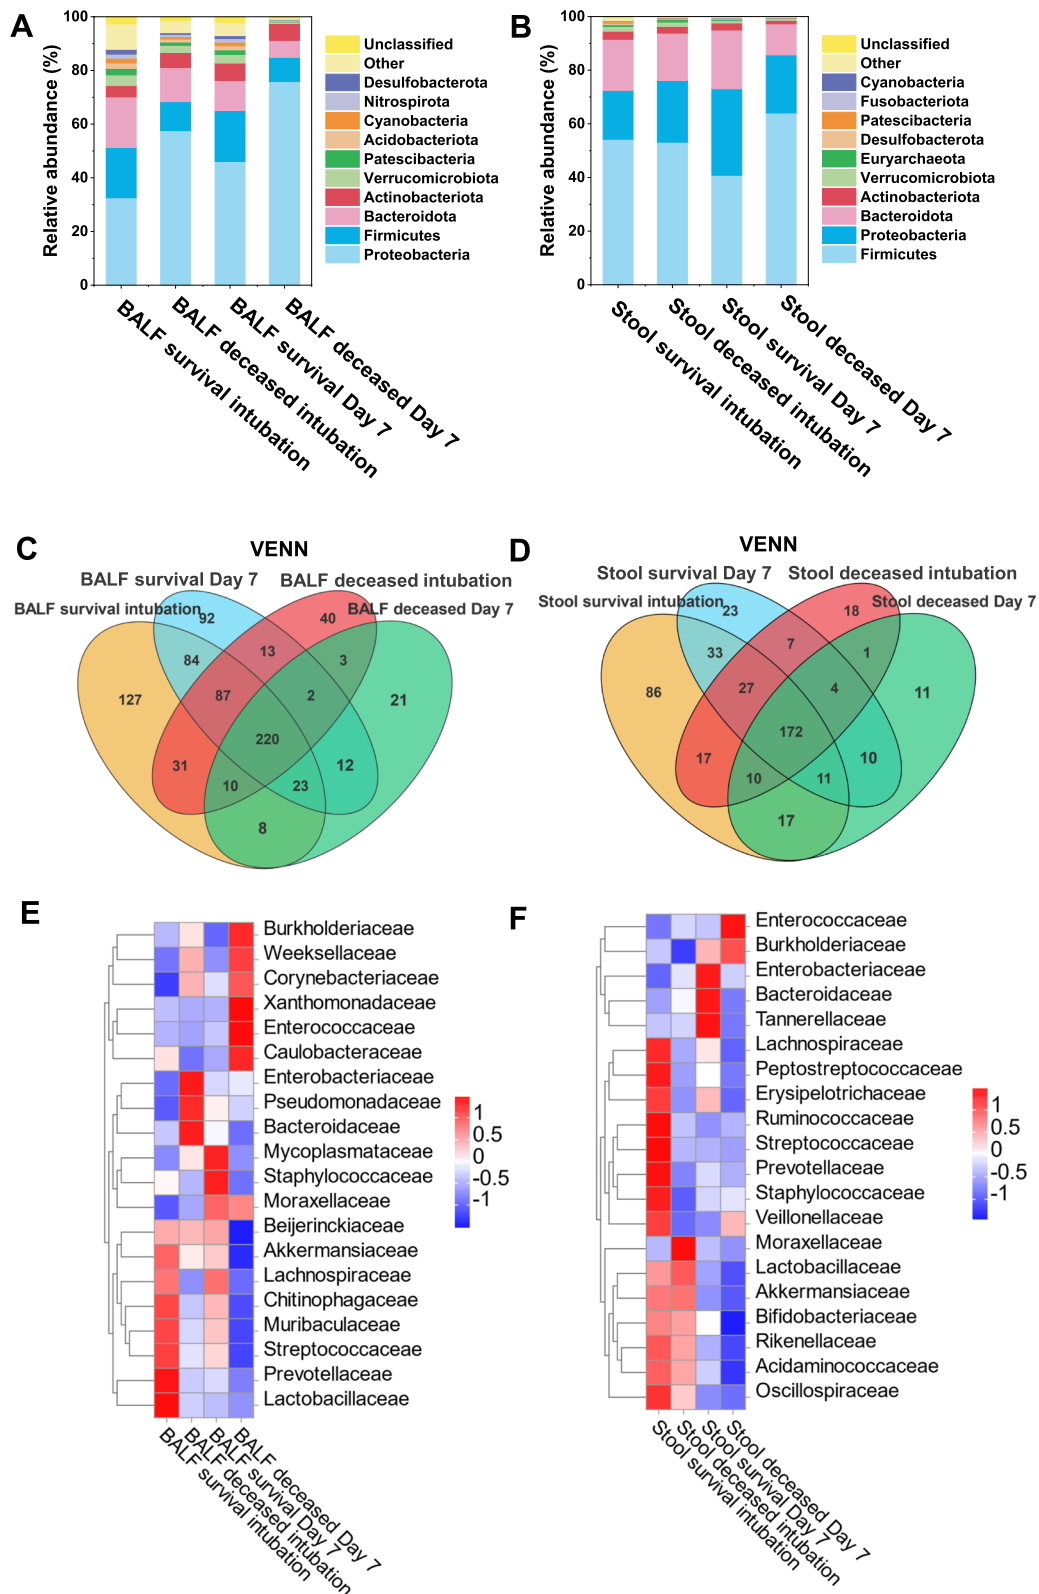 A
Relative abundance (%)
100
80
60
40
20
0
Unclassified
Other
Desulfobacterota
Nitrospirota
Cyanobacteria
Acidobacteriota
Patescibacteria
Verrucomicrobiota
Actinobacteriota
Bacteroidota
Firmicutes
Proteobacteria
BALF survival intubation
BALF deceased intubation
BALF survival Day 7
BALF deceased Day 7
B
Relative abundance (%)
100
80
60
40
20
0
Unclassified
Other
Cyanobacteria
Fusobacteriota
Patescibacteria
Desulfobacterota
Euryarchaeota
Verrucomicrobiota
Actinobacteriota
Bacteroidota
Proteobacteria
Firmicutes
Stool survival intubation
Stool deceased intubation
Stool survival Day 7
Stool deceased Day 7
C
VENN
BALF survival Day 7
BALF deceased intubation
BALF survival intubation
BALF deceased Day 7
92
40
84
13
3
127
87
2
21
220
31
12
10
23
8
D
VENN
Stool survival Day 7
Stool deceased intubation
Stool survival intubation
Stool deceased Day 7
23
18
33
7
1
86
27
4
11
172
17
10
10
11
17
E
Burkholderiaceae
Weeksellaceae
Corynebacteriaceae
Xanthomonadaceae
Enterococcaceae
Caulobacteraceae
Enterobacteriaceae
Pseudomonadaceae
Bacteroidaceae
Mycoplasmataceae
Staphylococcaceae
Moraxellaceae
Beijerinckiaceae
Akkermansiaceae
Lachnospiraceae
Chitinophagaceae
Muribaculaceae
Streptococcaceae
Prevotellaceae
Lactobacillaceae
1
0.5
0
-0.5
-1
BALF survival intubation
BALF deceased intubation
BALF survival Day 7
BALF deceased Day 7
F
Enterococcaceae
Burkholderiaceae
Enterobacteriaceae
Bacteroidaceae
Tannerellaceae
Lachnospiraceae
Peptostreptococcaceae
Erysipelotrichaceae
Ruminococcaceae
Streptococcaceae
Prevotellaceae
Staphylococcaceae
Veillonellaceae
Moraxellaceae
Lactobacillaceae
Akkermansiaceae
Bifidobacteriaceae
Rikenellaceae
Acidaminococcaceae
Oscillospiraceae
1
0.5
0
-0.5
-1
Stool survival intubation
Stool deceased intubation
Stool survival Day 7
Stool deceased Day 7